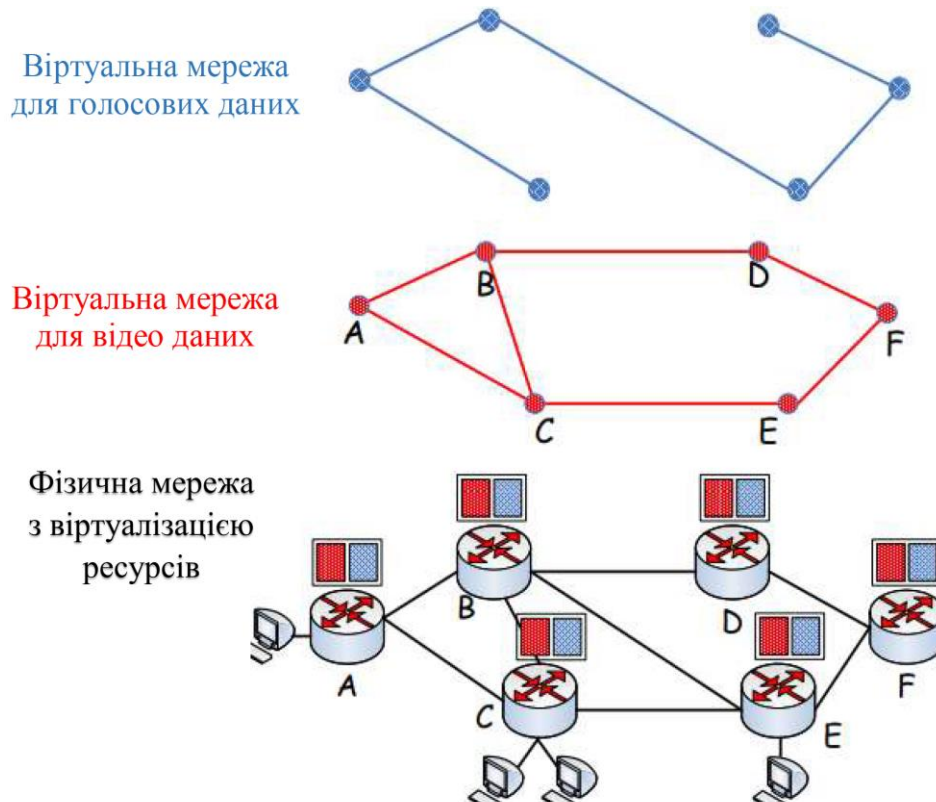 Віртуальна мережа
для голосових даних
Віртуальна мережа
для відео даних
A
B
C
D
E
F
Фізична мережа
з віртуалізацією
ресурсів
A
B
C
D
E
F